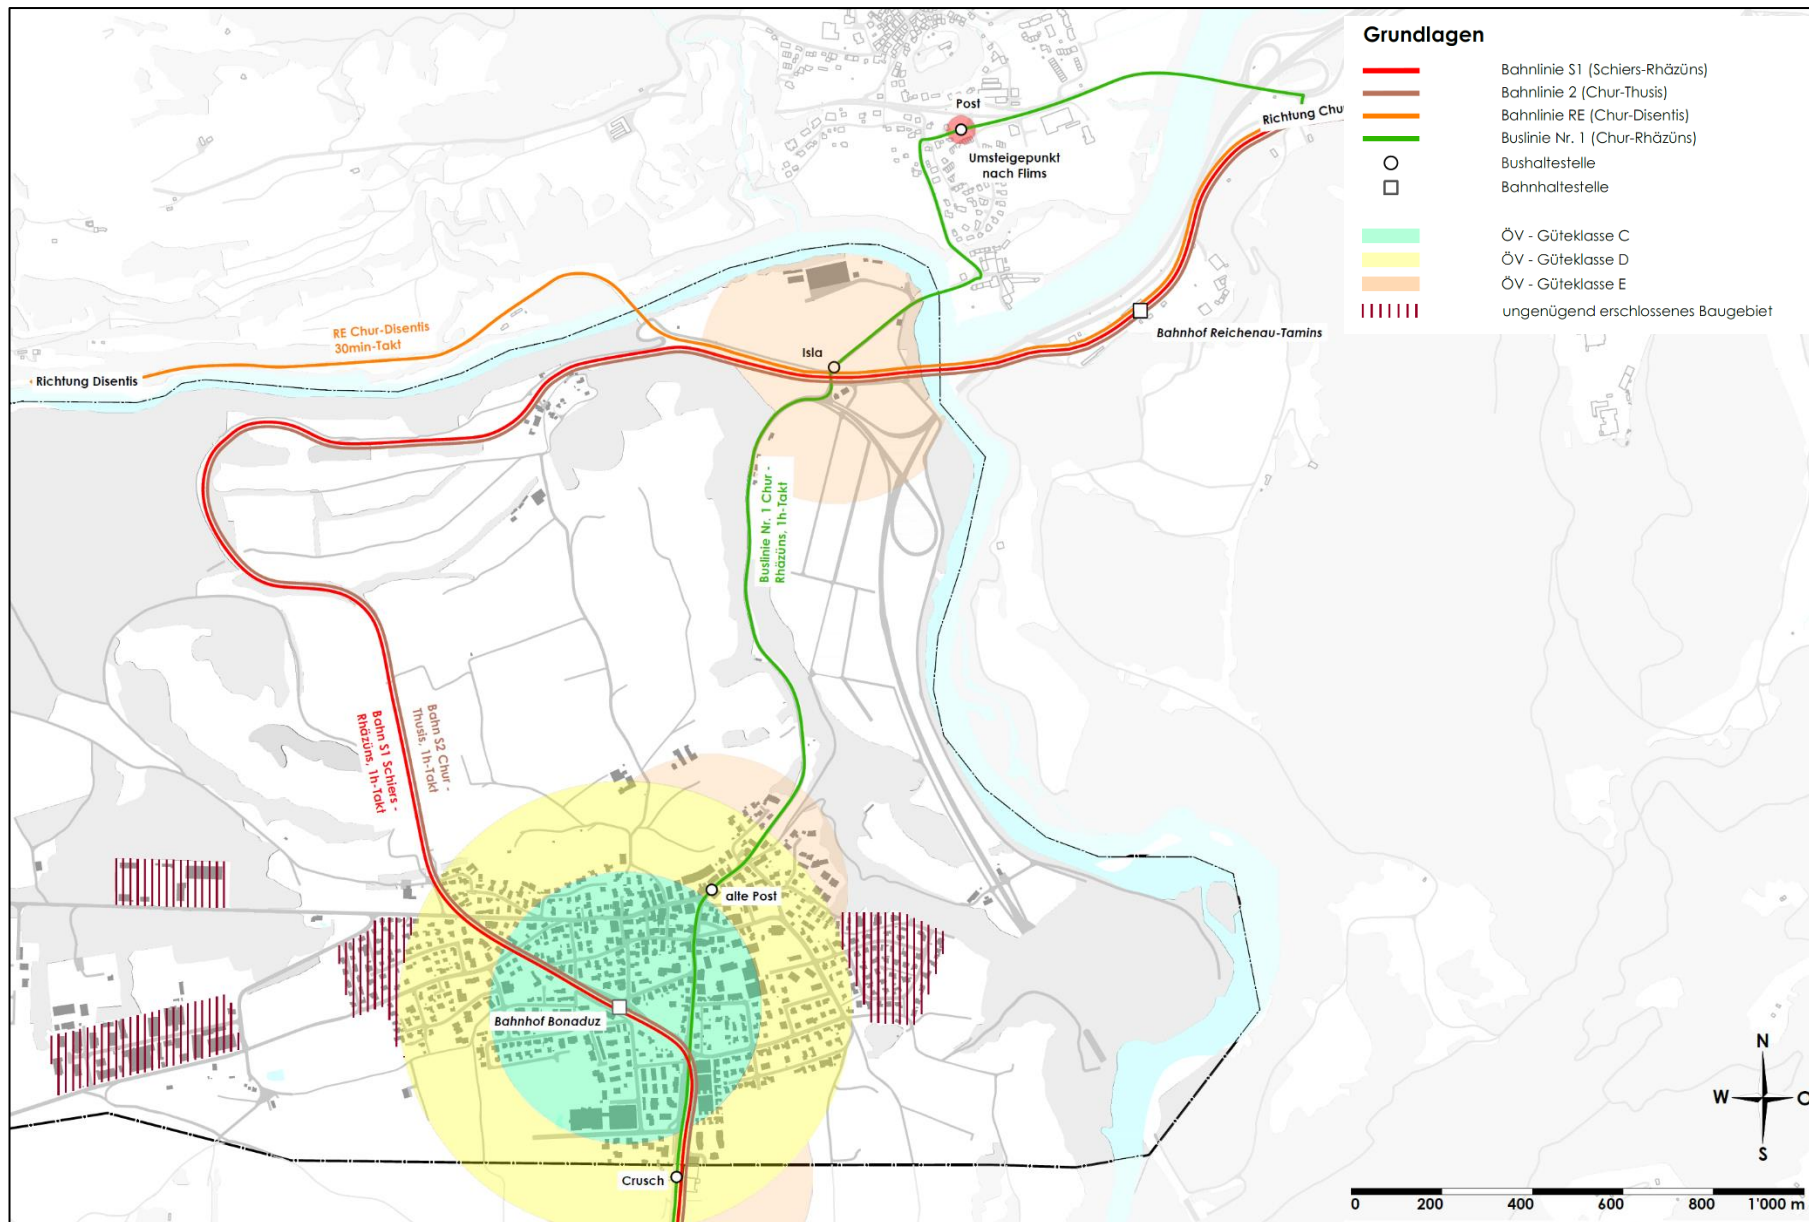 Grundlagen
Bahnlinie S1 (Schiers-Rhäzüns)
Bahnlinie 2 (Chur-Thusis)
Bahnlinie RE (Chur-Disentis)
Buslinie Nr. 1 (Chur-Rhäzüns)
Bushaltestelle
Bahnhaltestelle
ÖV - Güteklasse C
ÖV - Güteklasse D
ÖV - Güteklasse E
ungenügend erschlossenes Baugebiet
Post
Richtung Chur
Umsteigepunkt
nach Flims
RE Chur-Disentis
30min-Takt
Bahnhof Reichenau-Tamins
Isla
Richtung Disentis
Buslinie Nr. 1 Chur -
Rhäzüns, 1h-Takt
Bahn S1 Schiers -
Rhäzüns, 1h-Takt
Bahn S2 Chur -
Thusis, 1h-Takt
alte Post
Bahnhof Bonaduz
Crusch
N
W
O
S
0 200 400 600 800 1'000 m